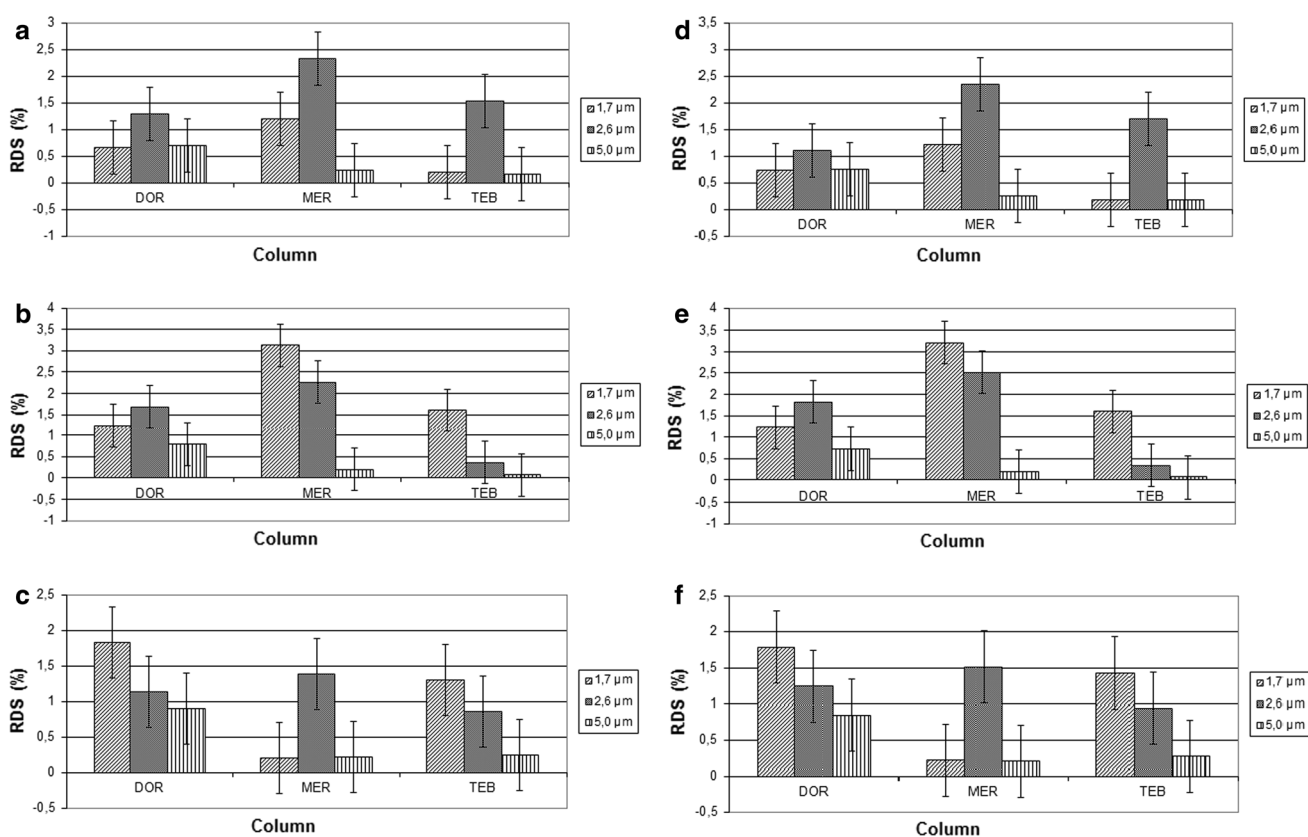 a
RDS (%)
3
2,5
2
1,5
1
0,5
0
-0,5
-1
DOR MER TEB
Column
1,7 µm
2,6 µm
5,0 µm
d
RDS (%)
3,5
3
2,5
2
1,5
1
0,5
0
-0,5
DOR MER TEB
Column
1,7 µm
2,6 µm
5,0 µm
b
RDS (%)
4
3,5
3
2,5
2
1,5
1
0,5
0
-0,5
-1
DOR MER TEB
Column
1,7 µm
2,6 µm
5,0 µm
e
RDS (%)
4
3,5
3
2,5
2
1,5
1
0,5
0
-0,5
-1
DOR MER TEB
Column
1,7 µm
2,6 µm
5,0 µm
c
RDS (%)
2,5
2
1,5
1
0,5
0
-0,5
DOR MER TEB
Column
1,7 µm
2,6 µm
5,0 µm
f
RDS (%)
2,5
2
1,5
1
0,5
0
-0,5
DOR MER TEB
Column
1,7 µm
2,6 µm
5,0 µm